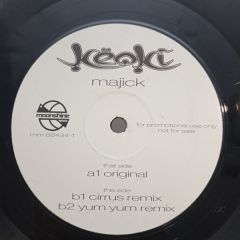 këoki
majick
moonshine
mm 88434-1
for promotional use only
not for sale
that side
a1 original
this side
b1 cirrus remix
b2 yum yum remix